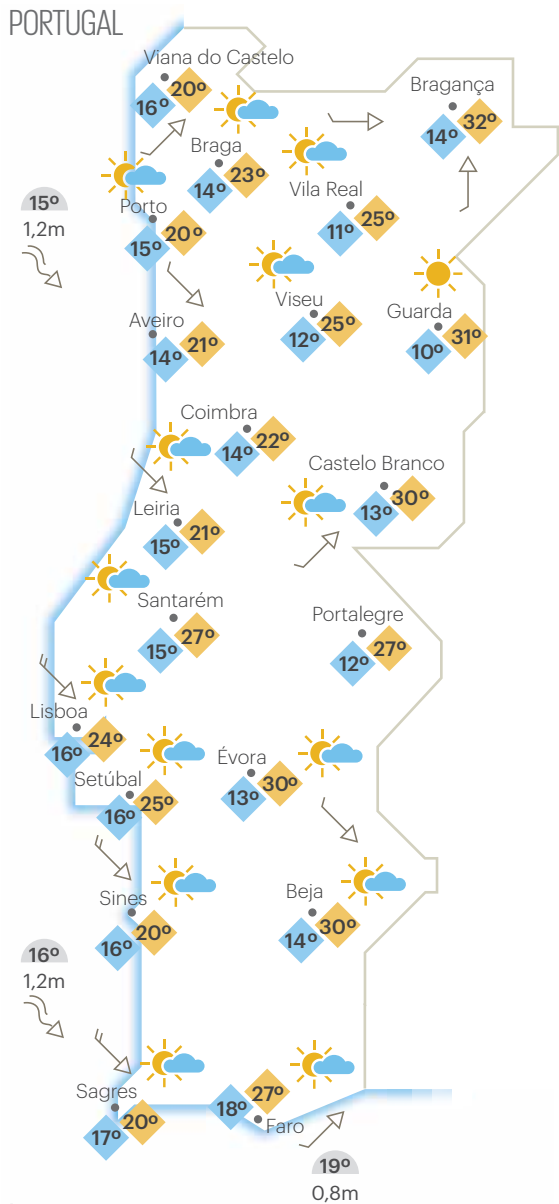 PORTUGAL
Viana do Castelo
16º 20º
Bragança
14º 32º
Braga
14º 23º
Vila Real
11º 25º
15º
1,2m
Porto
15º 20º
Viseu
12º 25º
Guarda
10º 31º
Aveiro
14º 21º
Coimbra
14º 22º
Castelo Branco
13º 30º
Leiria
15º 21º
Santarém
15º 27º
Portalegre
12º 27º
Lisboa
16º 24º
Évora
13º 30º
Setúbal
16º 25º
Sines
16º 20º
Beja
14º 30º
16º
1,2m
Sagres
17º 20º
18º 27º
Faro
19º
0,8m